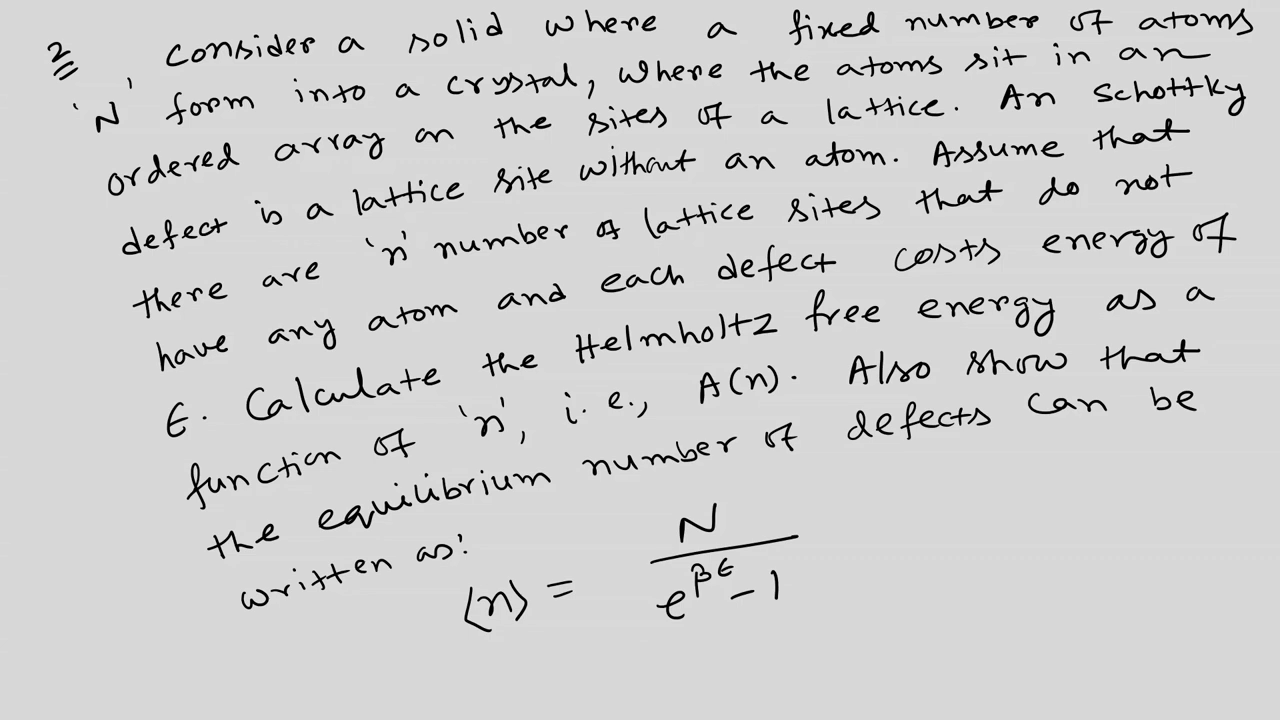 2 Consider a solid where a fixed number of atoms
'N' form into a crystal, where the atoms sit in an
ordered array on the sites of a lattice. An Schottky
defect is a lattice site without an atom. Assume that
there are 'n' number of lattice sites that do not
have any atom and each defect costs energy of
ϵ. Calculate the Helmholtz free energy as a
function of 'n', i.e., A(n). Also show that
the equilibrium number of defects can be
written as:
⟨n⟩ = N / (e^{βϵ} - 1)